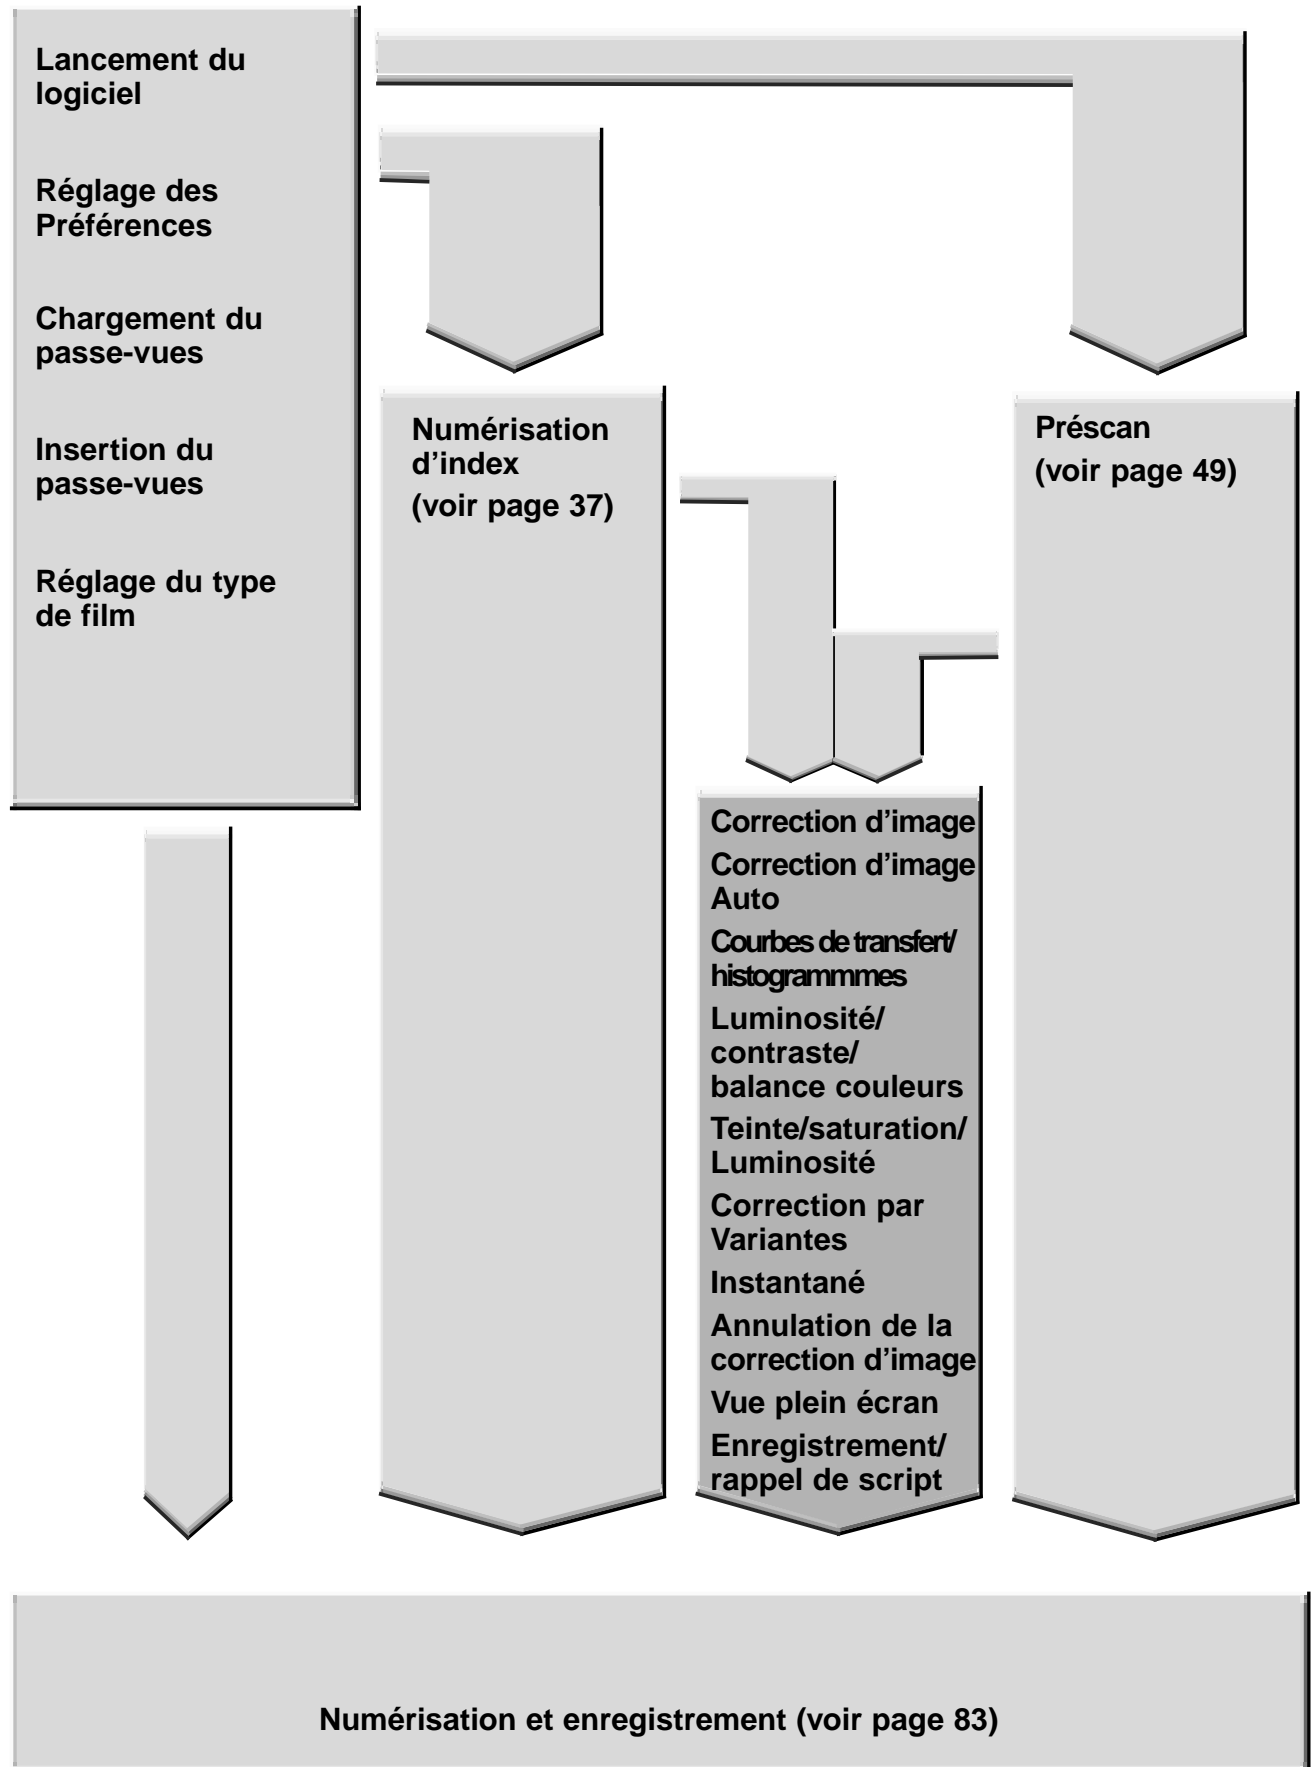 Lancement du
logiciel
Réglage des
Préférences
Chargement du
passe-vues
Insertion du
passe-vues
Réglage du type
de film
Numérisation
d’index
(voir page 37)
Préscan
(voir page 49)
Correction d’image
Correction d’image
Auto
Courbes de transfert/
histogrammmes
Luminosité/
contraste/
balance couleurs
Teinte/saturation/
Luminosité
Correction par
Variantes
Instantané
Annulation de la
correction d’image
Vue plein écran
Enregistrement/
rappel de script
Numérisation et enregistrement (voir page 83)